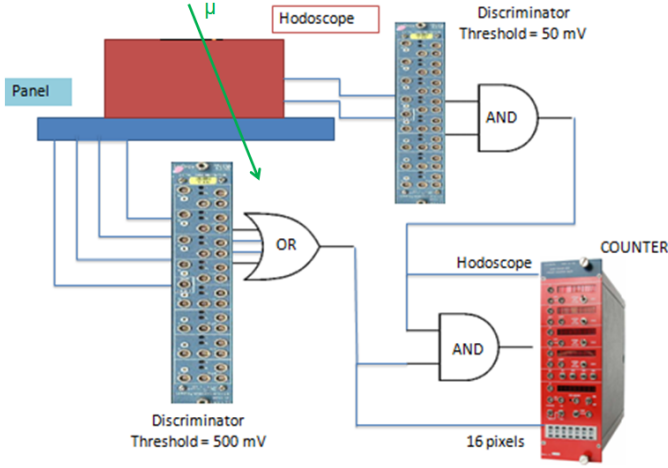 μ
Hodoscope
Discriminator
Threshold = 50 mV
Panel
AND
OR
COUNTER
Hodoscope
AND
Discriminator
Threshold = 500 mV
16 pixels